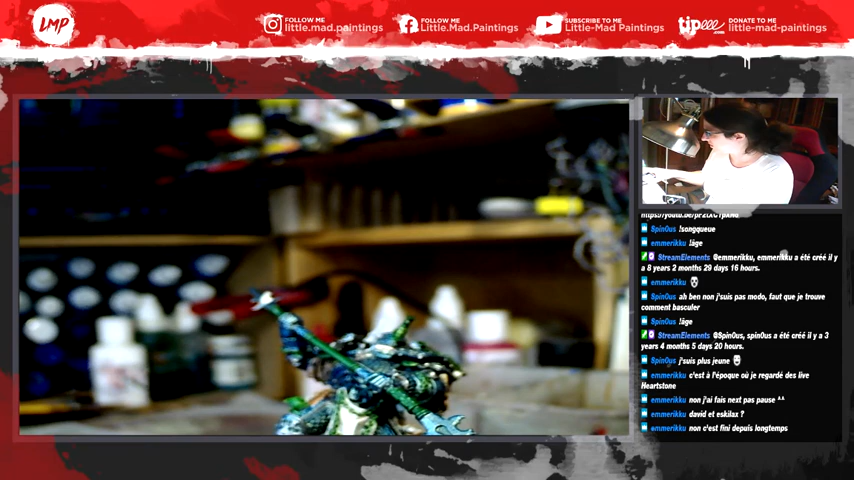 LMP
FOLLOW ME
little.mad.paintings
FOLLOW ME
Little.Mad.Paintings
SUBSCRIBE TO ME
Little-Mad Paintings
tipeee
.com
DONATE TO ME
little-mad-paintings
Spin0us !songqueue
emmerikku !âge
StreamElements @emmerikku, emmerikku a été créé il y
a 8 years 2 months 29 days 16 hours.
emmerikku
Spin0us ah ben non j'suis pas modo, faut que je trouve
comment basculer
Spin0us !âge
StreamElements @Spin0us, spin0us a été créé il y a 3
years 4 months 5 days 20 hours.
Spin0us j'suis plus jeune
emmerikku c'est à l'époque où je regardé des live
Heartstone
emmerikku non j'ai fais next pas pause ^^
emmerikku david et eskilax ?
emmerikku non c'est fini depuis longtemps